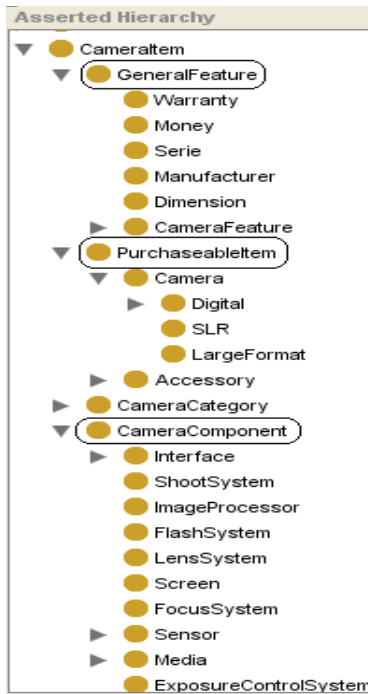 Asserted Hierarchy
CameraItem
GeneralFeature
Warranty
Money
Serie
Manufacturer
Dimension
CameraFeature
PurchaseableItem
Camera
Digital
SLR
LargeFormat
Accessory
CameraCategory
CameraComponent
Interface
ShootSystem
ImageProcessor
FlashSystem
LensSystem
Screen
FocusSystem
Sensor
Media
ExposureControlSystem